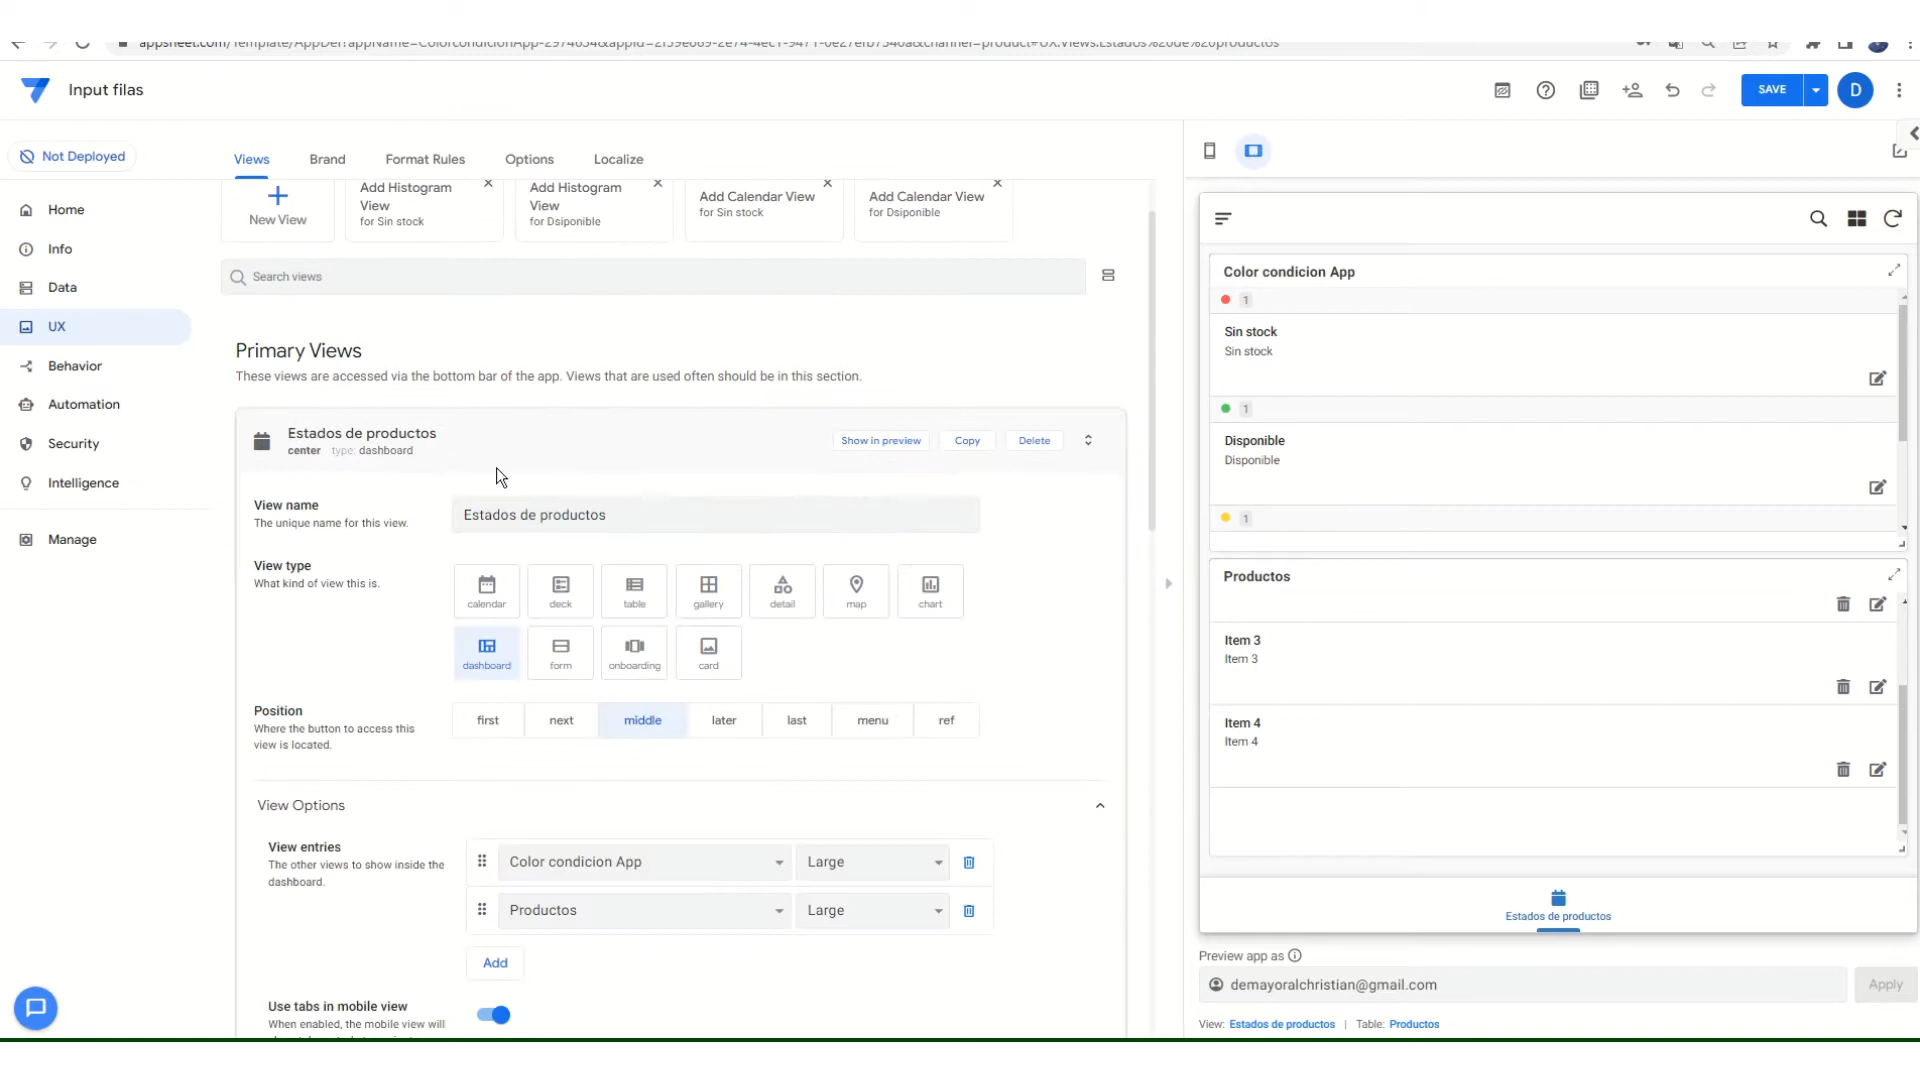 Input filas
SAVE
D
Not Deployed
Views
Brand
Format Rules
Options
Localize
Home
Info
Data
UX
Behavior
Automation
Security
Intelligence
Manage
New View
Add Histogram
View
for Sin stock
Add Histogram
View
for Dsiponible
Add Calendar View
for Sin stock
Add Calendar View
for Dsiponible
Search views
Primary Views
These views are accessed via the bottom bar of the app. Views that are used often should be in this section.
Estados de productos
center type: dashboard
Show in preview
Copy
Delete
View name
The unique name for this view.
Estados de productos
View type
What kind of view this is.
calendar
deck
table
gallery
detail
map
chart
dashboard
form
onboarding
card
Position
Where the button to access this
view is located.
first
next
middle
later
last
menu
ref
View Options
View entries
The other views to show inside the
dashboard.
Color condicion App
Large
Productos
Large
Add
Use tabs in mobile view
When enabled, the mobile view will
Color condicion App
1
Sin stock
Sin stock
1
Disponible
Disponible
1
Productos
Item 3
Item 3
Item 4
Item 4
Estados de productos
Preview app as
demayoralchristian@gmail.com
Apply
View: Estados de productos | Table: Productos